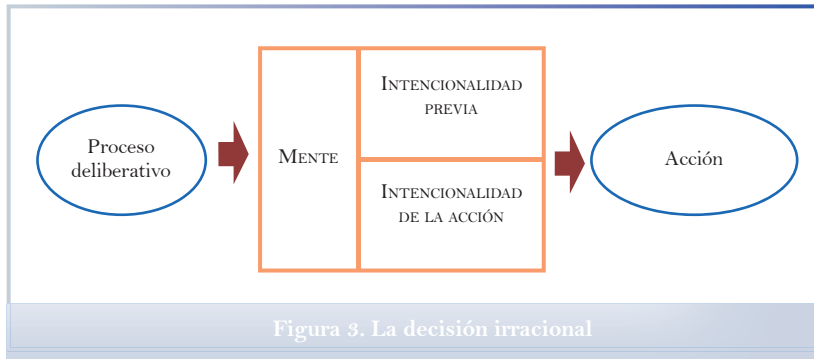 Proceso
deliberativo
MENTE
INTENCIONALIDAD
PREVIA
INTENCIONALIDAD
DE LA ACCIÓN
Acción
Figura 3. La decisión irracional